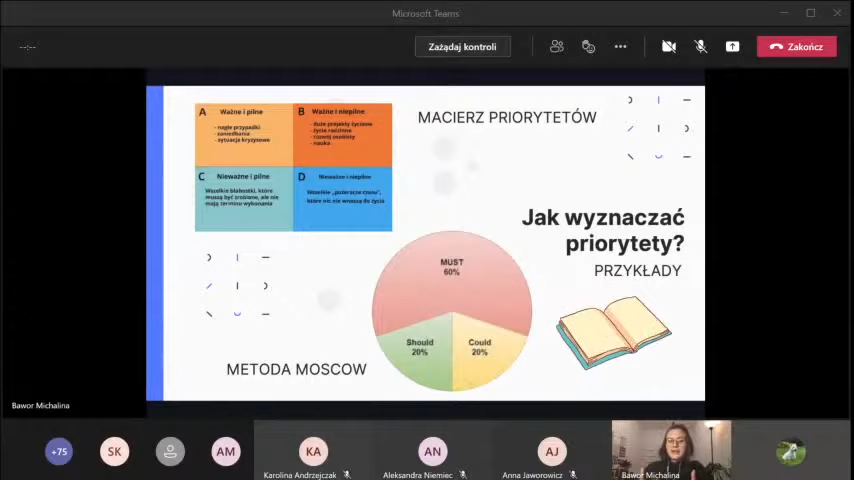 Microsoft Teams
--:--
Zażądaj kontroli
Zakończ
A Ważne i pilne
- nagłe przypadki
- zaniedbania
- sytuacja kryzysowa
B Ważne i niepilne
- duże projekty życiowe
- życie rodzinne
- rozwój osobisty
- nauka
C Nieważne i pilne
Wszelkie błahostki, które
muszą być zrobione, ale nie
mają terminu wykonania
D Nieważne i niepilne
Wszelkie „pożeracze czasu",
które nic nie wnoszą do życia
MACIERZ PRIORYTETÓW
Jak wyznaczać
priorytety?
PRZYKŁADY
MUST
60%
Should
20%
Could
20%
METODA MOSCOW
Bawor Michalina
+75
SK
AM
KA
Karolina Andrzejczak
AN
Aleksandra Niemiec
AJ
Anna Jaworowicz
Bawor Michalina